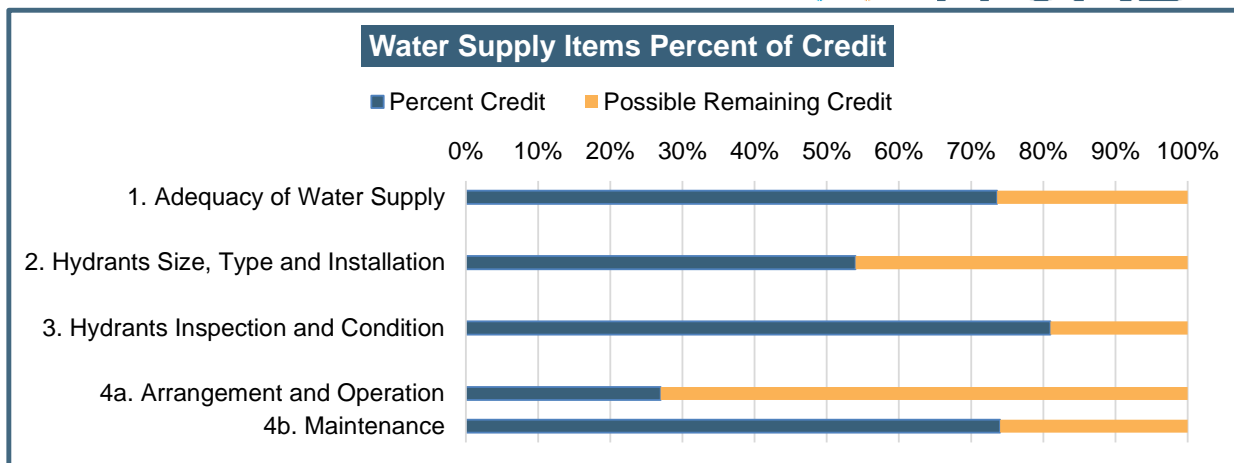 Water Supply Items Percent of Credit
Percent Credit Possible Remaining Credit
0% 10% 20% 30% 40% 50% 60% 70% 80% 90% 100%
1. Adequacy of Water Supply
2. Hydrants Size, Type and Installation
3. Hydrants Inspection and Condition
4a. Arrangement and Operation
4b. Maintenance